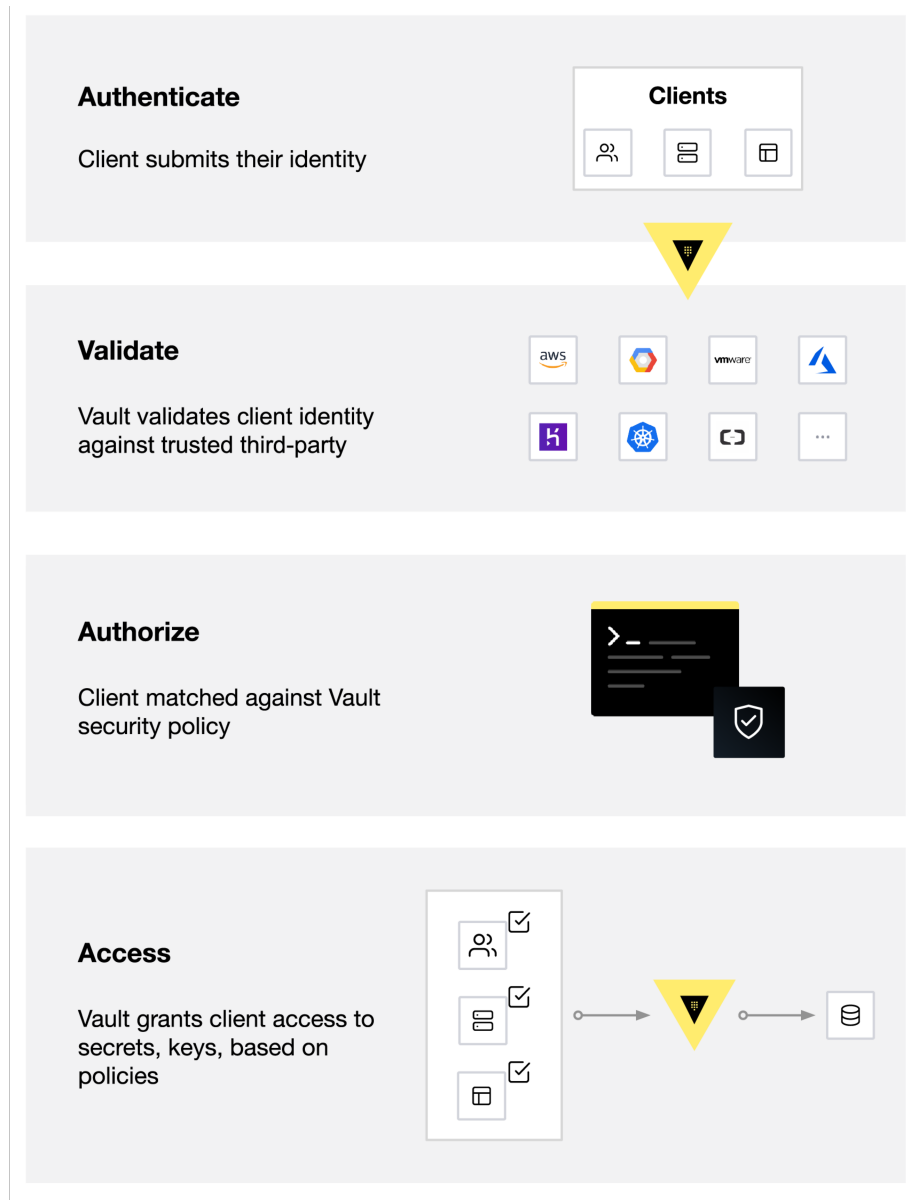 Authenticate
Client submits their identity
Clients
Validate
Vault validates client identity
against trusted third-party
aws
vmware
Authorize
Client matched against Vault
security policy
Access
Vault grants client access to
secrets, keys, based on
policies